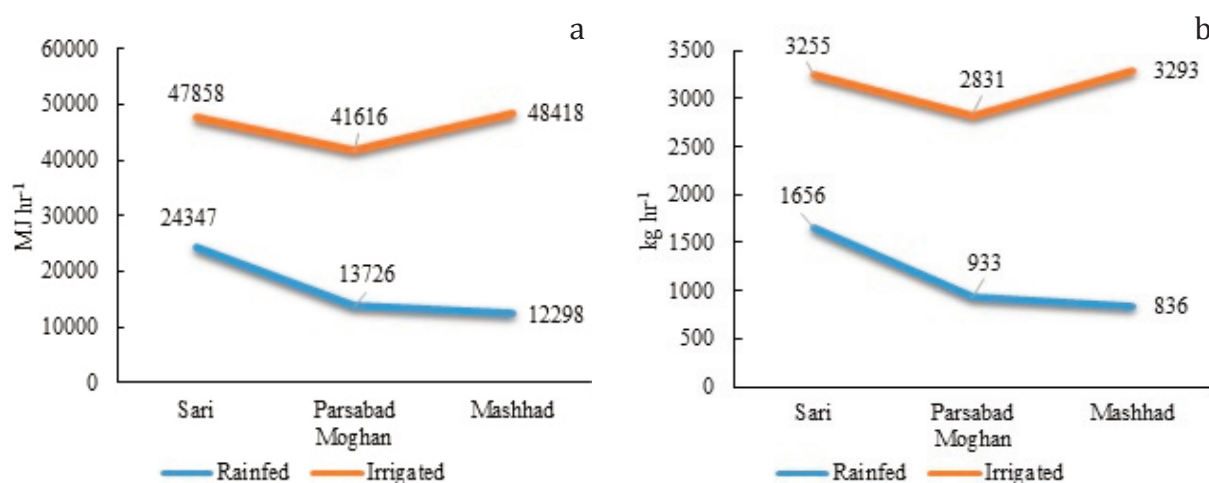 a
60000
50000
40000
30000
20000
10000
0
MJ hr⁻¹
47858
41616
48418
24347
13726
12298
Sari
Parsabad
Moghan
Mashhad
Rainfed
Irrigated
b
3500
3000
2500
2000
1500
1000
500
0
kg hr⁻¹
3255
2831
3293
1656
933
836
Sari
Parsabad
Moghan
Mashhad
Rainfed
Irrigated